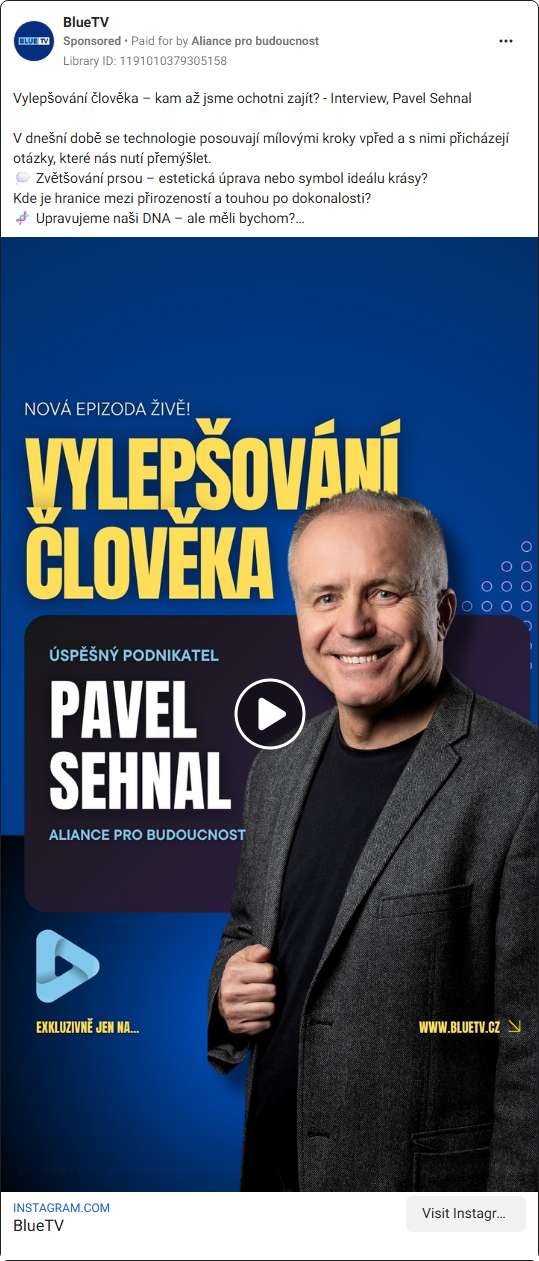 BlueTV
Sponsored • Paid for by Aliance pro budoucnost
Library ID: 1191010379305158
Vylepšování člověka – kam až jsme ochotni zajít? - Interview, Pavel Sehnal
V dnešní době se technologie posouvají mílovými kroky vpřed a s nimi přicházejí
otázky, které nás nutí přemýšlet.
💭 Zvětšování prsou – estetická úprava nebo symbol ideálu krásy?
Kde je hranice mezi přirozeností a touhou po dokonalosti?
🧬 Upravujeme naši DNA – ale měli bychom?...
NOVÁ EPIZODA ŽIVĚ!
VYLEPŠOVÁNÍ
ČLOVĚKA
ÚSPĚŠNÝ PODNIKATEL
PAVEL
SEHNAL
ALIANCE PRO BUDOUCNOST
EXKLUZIVNĚ JEN NA...
WWW.BLUETV.CZ
INSTAGRAM.COM
BlueTV
Visit Instagr...